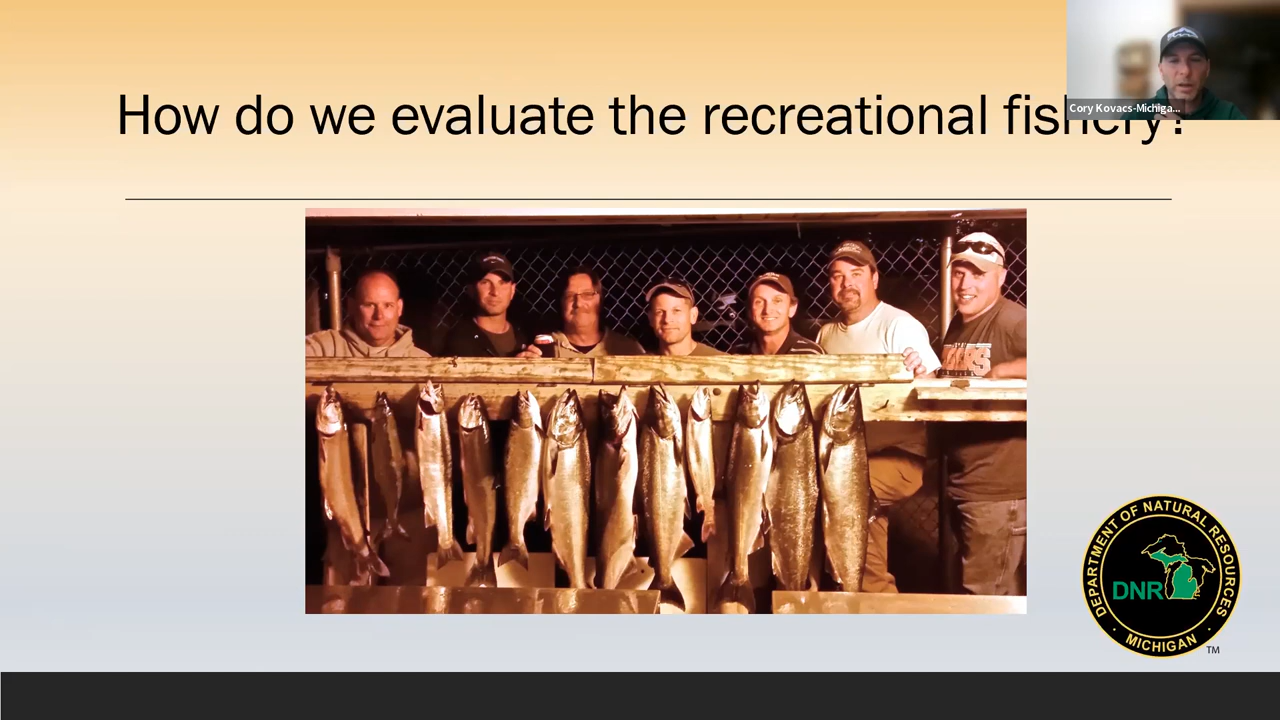 How do we evaluate the recreational fishery?
Cory Kovacs-Michiga...
DEPARTMENT OF NATURAL RESOURCES
DNR
MICHIGAN
TM